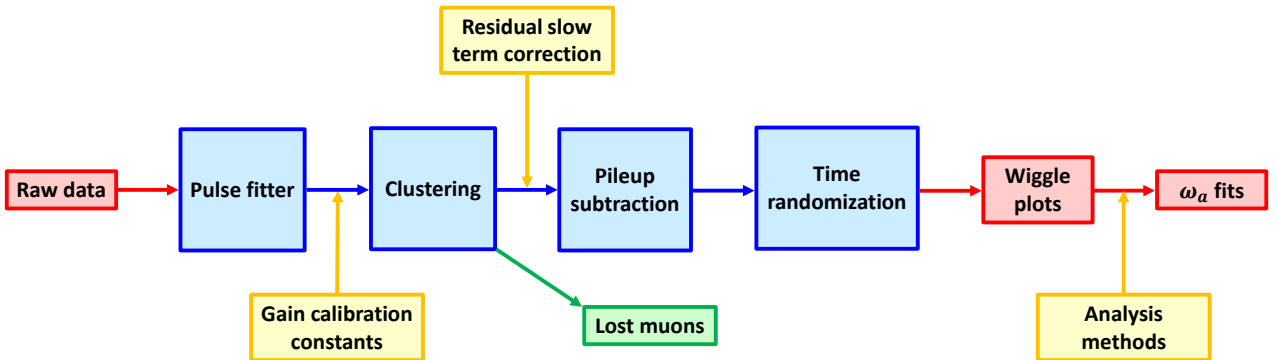 Residual slow
term correction
Raw data
Pulse fitter
Clustering
Pileup
subtraction
Time
randomization
Wiggle
plots
ωₐ fits
Gain calibration
constants
Lost muons
Analysis
methods